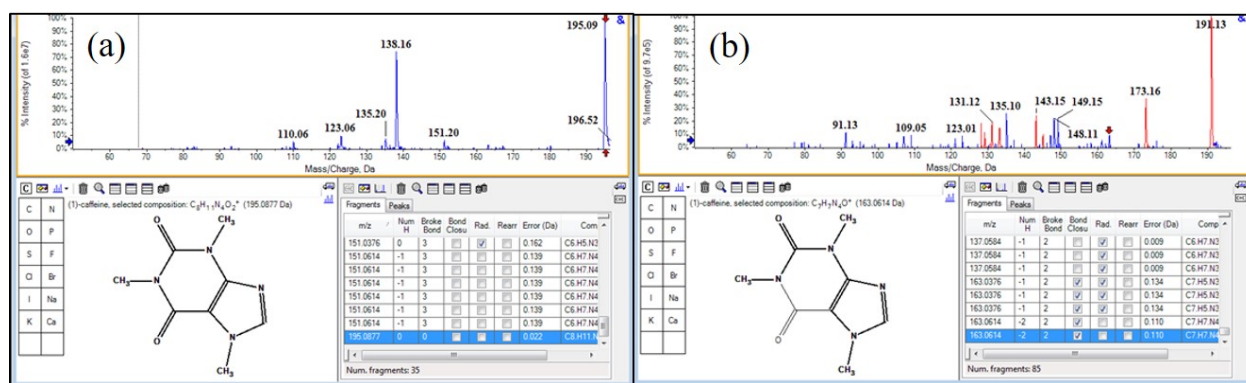 (a)
% Intensity (of 1.6e7)
100%
90%
80%
70%
60%
50%
40%
30%
20%
10%
0%
195.09
138.16
135.20
123.06
110.06
151.20
196.52
50 60 70 80 90 100 110 120 130 140 150 160 170 180 190
Mass/Charge, Da
(1)-caffeine, selected composition: C₈H₁₁N₄O₂⁺ (195.0877 Da)
C N
O P
S F
Cl Br
I Na
K Ca
CH₃
O
N
N
CH₃
N
N
O
CH₃
Fragments Peaks
m/z Num H Broke Bond Bond Closu Rad. Rearr Error (Da) Comp
151.0376 0 3 0.162 C6.H5.N3
151.0614 -1 3 0.139 C6.H7.N4
151.0614 -1 3 0.139 C6.H7.N4
151.0614 -1 3 0.139 C6.H7.N4
151.0614 -1 3 0.139 C6.H7.N4
151.0614 -1 3 0.139 C6.H7.N4
151.0614 -1 3 0.139 C6.H7.N4
195.0877 0 0 0.022 C8.H11.N
Num. fragments: 35
(b)
% Intensity (of 9.7e5)
100%
90%
80%
70%
60%
50%
40%
30%
20%
10%
0%
191.13
173.16
131.12
135.10
143.15
149.15
148.11
123.01
109.05
91.13
50 60 70 80 90 100 110 120 130 140 150 160 170 180 190
Mass/Charge, Da
(1)-caffeine, selected composition: C₇H₇N₄O⁺ (163.0614 Da)
C N
O P
S F
Cl Br
I Na
K Ca
CH₃
O
N
N
CH₃
N
N
O
CH₃
Fragments Peaks
m/z Num H Broke Bond Bond Closu Rad. Rearr Error (Da) Comp
137.0584 -1 2 0.009 C6.H7.N3
137.0584 -1 2 0.009 C6.H7.N3
137.0584 -1 2 0.009 C6.H7.N3
163.0376 -1 2 0.134 C7.H5.N3
163.0376 -1 2 0.134 C7.H5.N3
163.0376 -1 2 0.134 C7.H5.N3
163.0614 -2 2 0.110 C7.H7.N4
163.0614 -2 2 0.110 C7.H7.N4
Num. fragments: 85